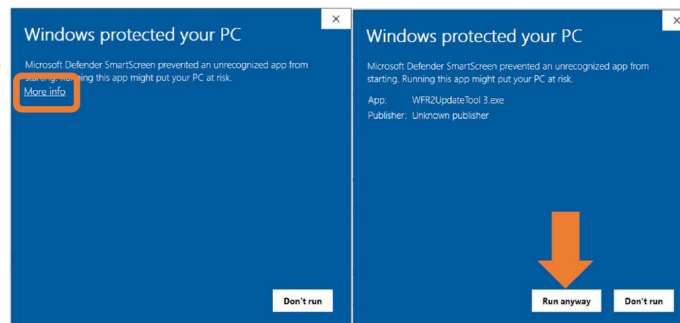 Windows protected your PC
Microsoft Defender SmartScreen prevented an unrecognized app from
starting. Running this app might put your PC at risk.
More info
Don't run
Windows protected your PC
Microsoft Defender SmartScreen prevented an unrecognized app from
starting. Running this app might put your PC at risk.
App: WFR2UpdateTool 3.exe
Publisher: Unknown publisher
Run anyway Don't run